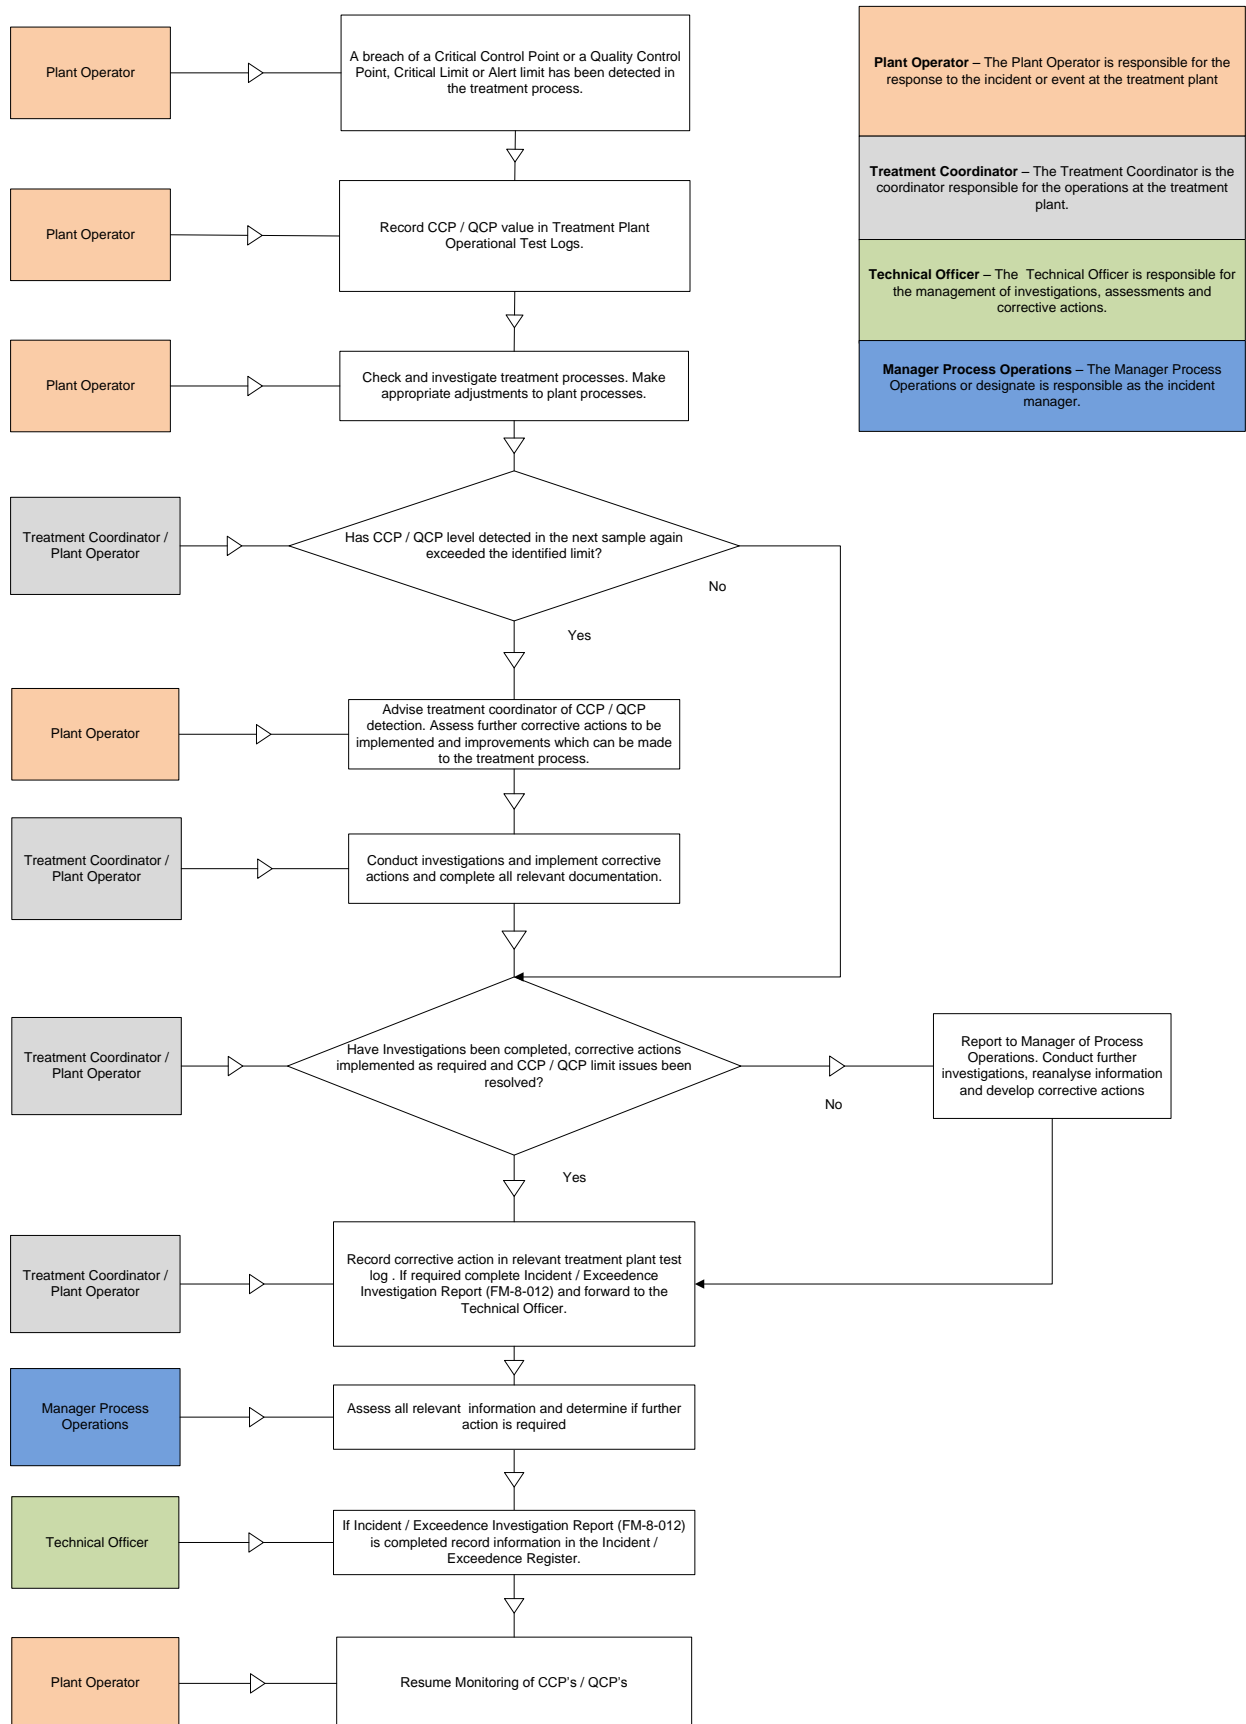 Plant Operator
A breach of a Critical Control Point or a Quality Control
Point, Critical Limit or Alert limit has been detected in
the treatment process.
Plant Operator – The Plant Operator is responsible for the
response to the incident or event at the treatment plant
Treatment Coordinator – The Treatment Coordinator is the
coordinator responsible for the operations at the treatment
plant.
Technical Officer – The  Technical Officer is responsible for
the management of investigations, assessments and
corrective actions.
Manager Process Operations – The Manager Process
Operations or designate is responsible as the incident
manager.
Plant Operator
Record CCP / QCP value in Treatment Plant
Operational Test Logs.
Plant Operator
Check and investigate treatment processes. Make
appropriate adjustments to plant processes.
Treatment Coordinator /
Plant Operator
Has CCP / QCP level detected in the next sample again
exceeded the identified limit?
No
Yes
Plant Operator
Advise treatment coordinator of CCP / QCP
detection. Assess further corrective actions to be
implemented and improvements which can be made
to the treatment process.
Treatment Coordinator /
Plant Operator
Conduct investigations and implement corrective
actions and complete all relevant documentation.
Treatment Coordinator /
Plant Operator
Have Investigations been completed, corrective actions
implemented as required and CCP / QCP limit issues been
resolved?
No
Report to Manager of Process
Operations. Conduct further
investigations, reanalyse information
and develop corrective actions
Yes
Treatment Coordinator /
Plant Operator
Record corrective action in relevant treatment plant test
log . If required complete Incident / Exceedence
Investigation Report (FM-8-012) and forward to the
Technical Officer.
Manager Process
Operations
Assess all relevant  information and determine if further
action is required
Technical Officer
If Incident / Exceedence Investigation Report (FM-8-012)
is completed record information in the Incident /
Exceedence Register.
Plant Operator
Resume Monitoring of CCP's / QCP's